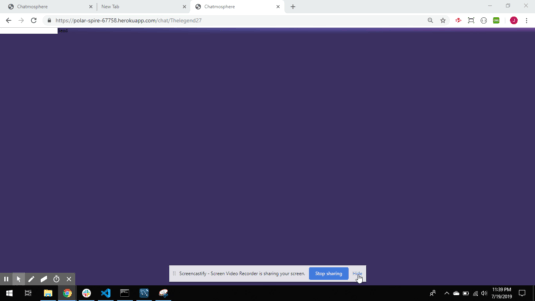 Chatmosphere
New Tab
Chatmosphere
https://polar-spire-67758.herokuapp.com/chat/Thelegend27
J
Screencastify - Screen Video Recorder is sharing your screen.
Stop sharing
Hide
11:39 PM
7/18/2019